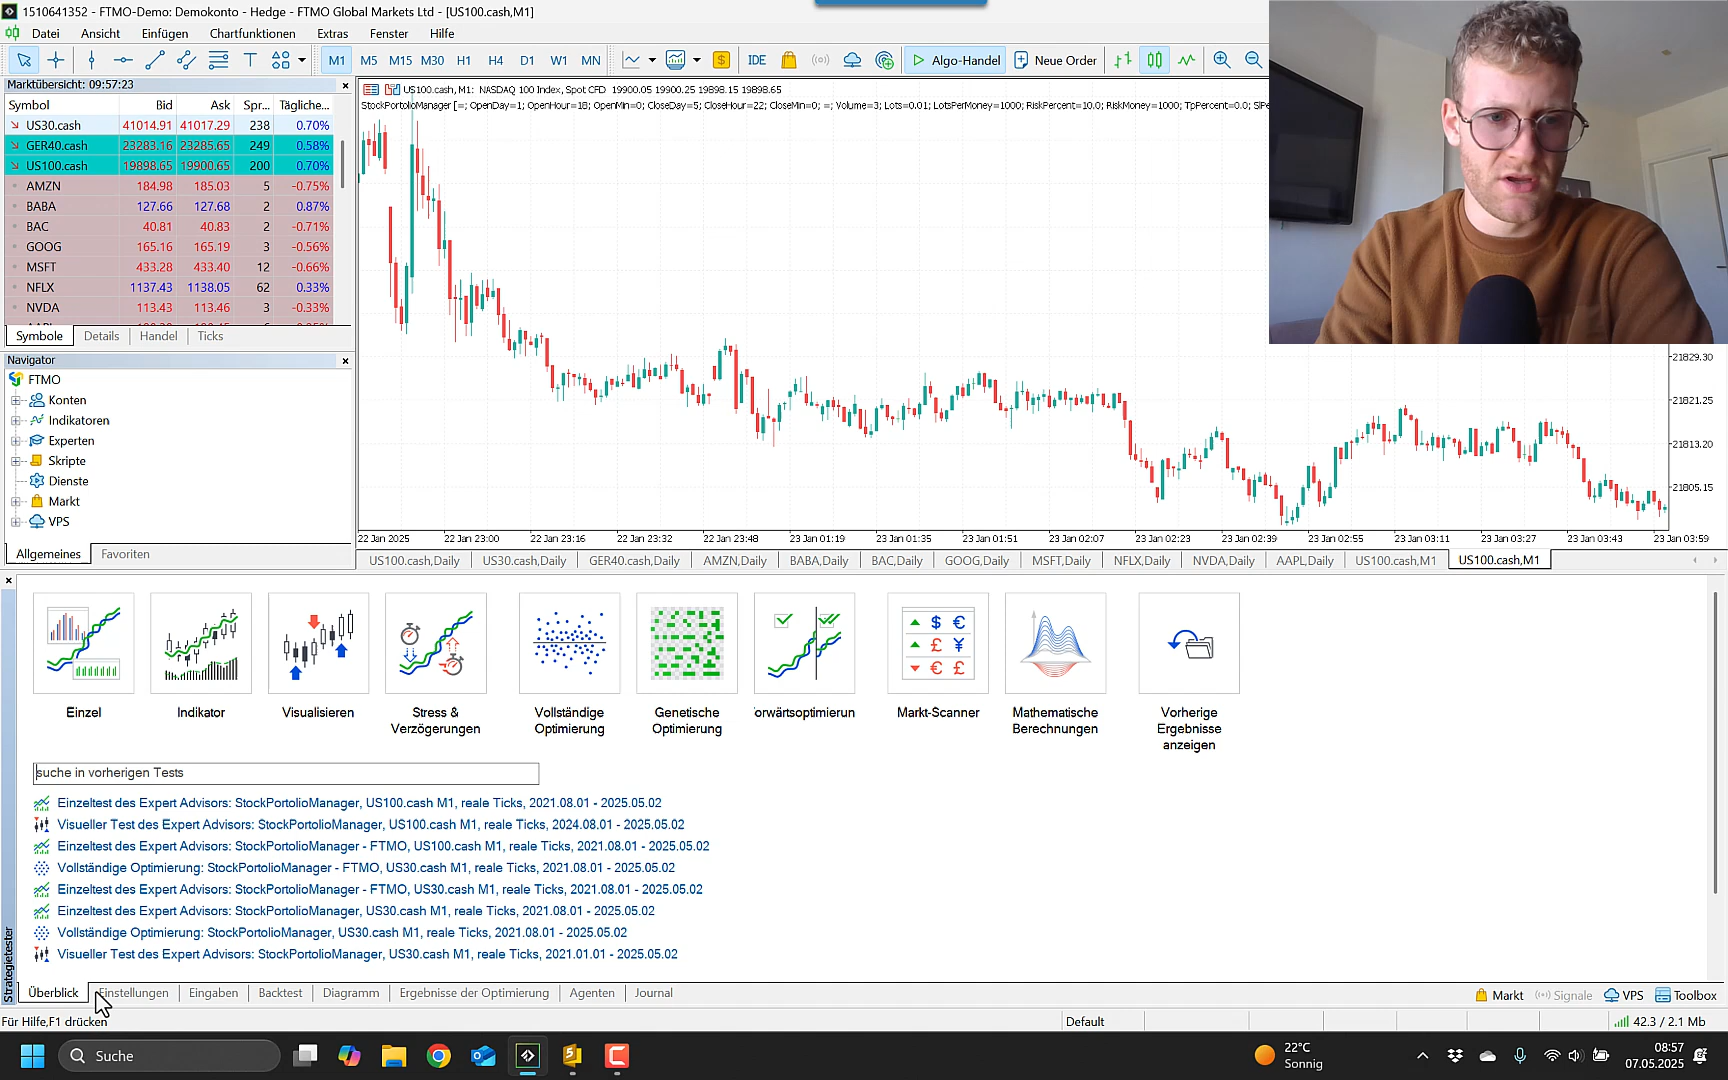 1510641352 - FTMO-Demo: Demokonto - Hedge - FTMO Global Markets Ltd - [US100.cash,M1]
Datei Ansicht Einfügen Chartfunktionen Extras Fenster Hilfe
M1 M5 M15 M30 H1 H4 D1 W1 MN IDE Algo-Handel Neue Order
Marktübersicht: 09:57:23
Symbol Bid Ask Spr... Tägliche...
US30.cash 41014.91 41017.29 238 0.70%
GER40.cash 23283.16 23285.65 249 0.58%
US100.cash 19898.65 19900.65 200 0.70%
AMZN 184.98 185.03 5 -0.75%
BABA 127.66 127.68 2 0.87%
BAC 40.81 40.83 2 -0.71%
GOOG 165.16 165.19 3 -0.56%
MSFT 433.28 433.40 12 -0.66%
NFLX 1137.43 1138.05 62 0.33%
NVDA 113.43 113.46 3 -0.33%
Symbole Details Handel Ticks
Navigator
FTMO
Konten
Indikatoren
Experten
Skripte
Dienste
Markt
VPS
Allgemeines Favoriten
US100.cash, M1: NASDAQ 100 Index, Spot CFD 19900.05 19900.25 19898.15 19898.65
StockPortolioManager [=; OpenDay=1; OpenHour=18; OpenMin=0; CloseDay=5; CloseHour=22; CloseMin=0; =; Volume=3; Lots=0.01; LotsPerMoney=1000; RiskPercent=10.0; RiskMoney=1000; TpPercent=0.0; SlPe
21829.30
21821.25
21813.20
21805.15
22 Jan 2025 22 Jan 23:00 22 Jan 23:16 22 Jan 23:32 22 Jan 23:48 23 Jan 01:19 23 Jan 01:35 23 Jan 01:51 23 Jan 02:07 23 Jan 02:23 23 Jan 02:39 23 Jan 02:55 23 Jan 03:11 23 Jan 03:27 23 Jan 03:43 23 Jan 03:59
US100.cash,Daily US30.cash,Daily GER40.cash,Daily AMZN,Daily BABA,Daily BAC,Daily GOOG,Daily MSFT,Daily NFLX,Daily NVDA,Daily AAPL,Daily US100.cash,M1 US100.cash,M1
Einzel
Indikator
Visualisieren
Stress &
Verzögerungen
Vollständige
Optimierung
Genetische
Optimierung
orwärtsoptimierun
Markt-Scanner
Mathematische
Berechnungen
Vorherige
Ergebnisse
anzeigen
suche in vorherigen Tests
Einzeltest des Expert Advisors: StockPortolioManager, US100.cash M1, reale Ticks, 2021.08.01 - 2025.05.02
Visueller Test des Expert Advisors: StockPortolioManager, US100.cash M1, reale Ticks, 2024.08.01 - 2025.05.02
Einzeltest des Expert Advisors: StockPortolioManager - FTMO, US100.cash M1, reale Ticks, 2021.08.01 - 2025.05.02
Vollständige Optimierung: StockPortolioManager - FTMO, US30.cash M1, reale Ticks, 2021.08.01 - 2025.05.02
Einzeltest des Expert Advisors: StockPortolioManager - FTMO, US30.cash M1, reale Ticks, 2021.08.01 - 2025.05.02
Einzeltest des Expert Advisors: StockPortolioManager, US30.cash M1, reale Ticks, 2021.08.01 - 2025.05.02
Vollständige Optimierung: StockPortolioManager, US30.cash M1, reale Ticks, 2021.08.01 - 2025.05.02
Visueller Test des Expert Advisors: StockPortolioManager, US30.cash M1, reale Ticks, 2021.01.01 - 2025.05.02
Strategietester
Überblick Einstellungen Eingaben Backtest Diagramm Ergebnisse der Optimierung Agenten Journal
Markt Signale VPS Toolbox
Für Hilfe,F1 drücken
Default
42.3 / 2.1 Mb
Suche
22°C
Sonnig
08:57
07.05.2025